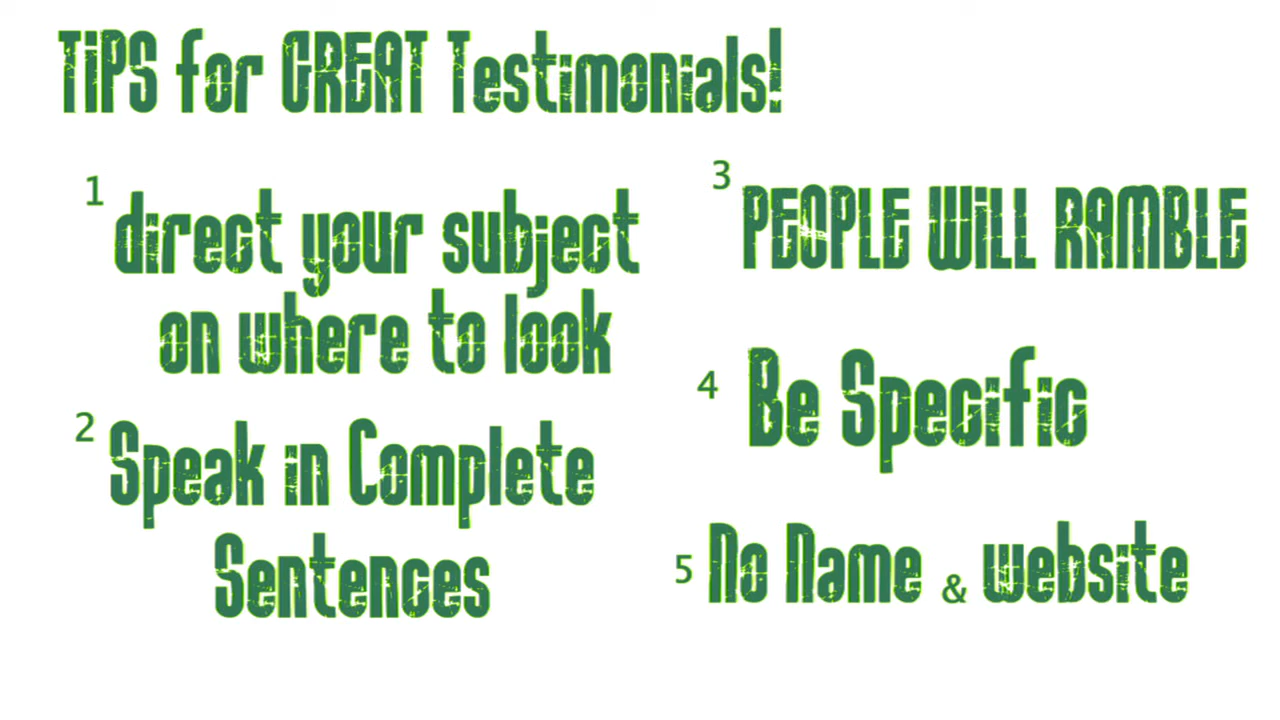 TiPS for GREAT Testimonials!
1 direct your subject
on where to look
2 Speak in Complete
Sentences
3 PEOPLE WiLL RAMBLE
4 Be Specific
5 No Name & website